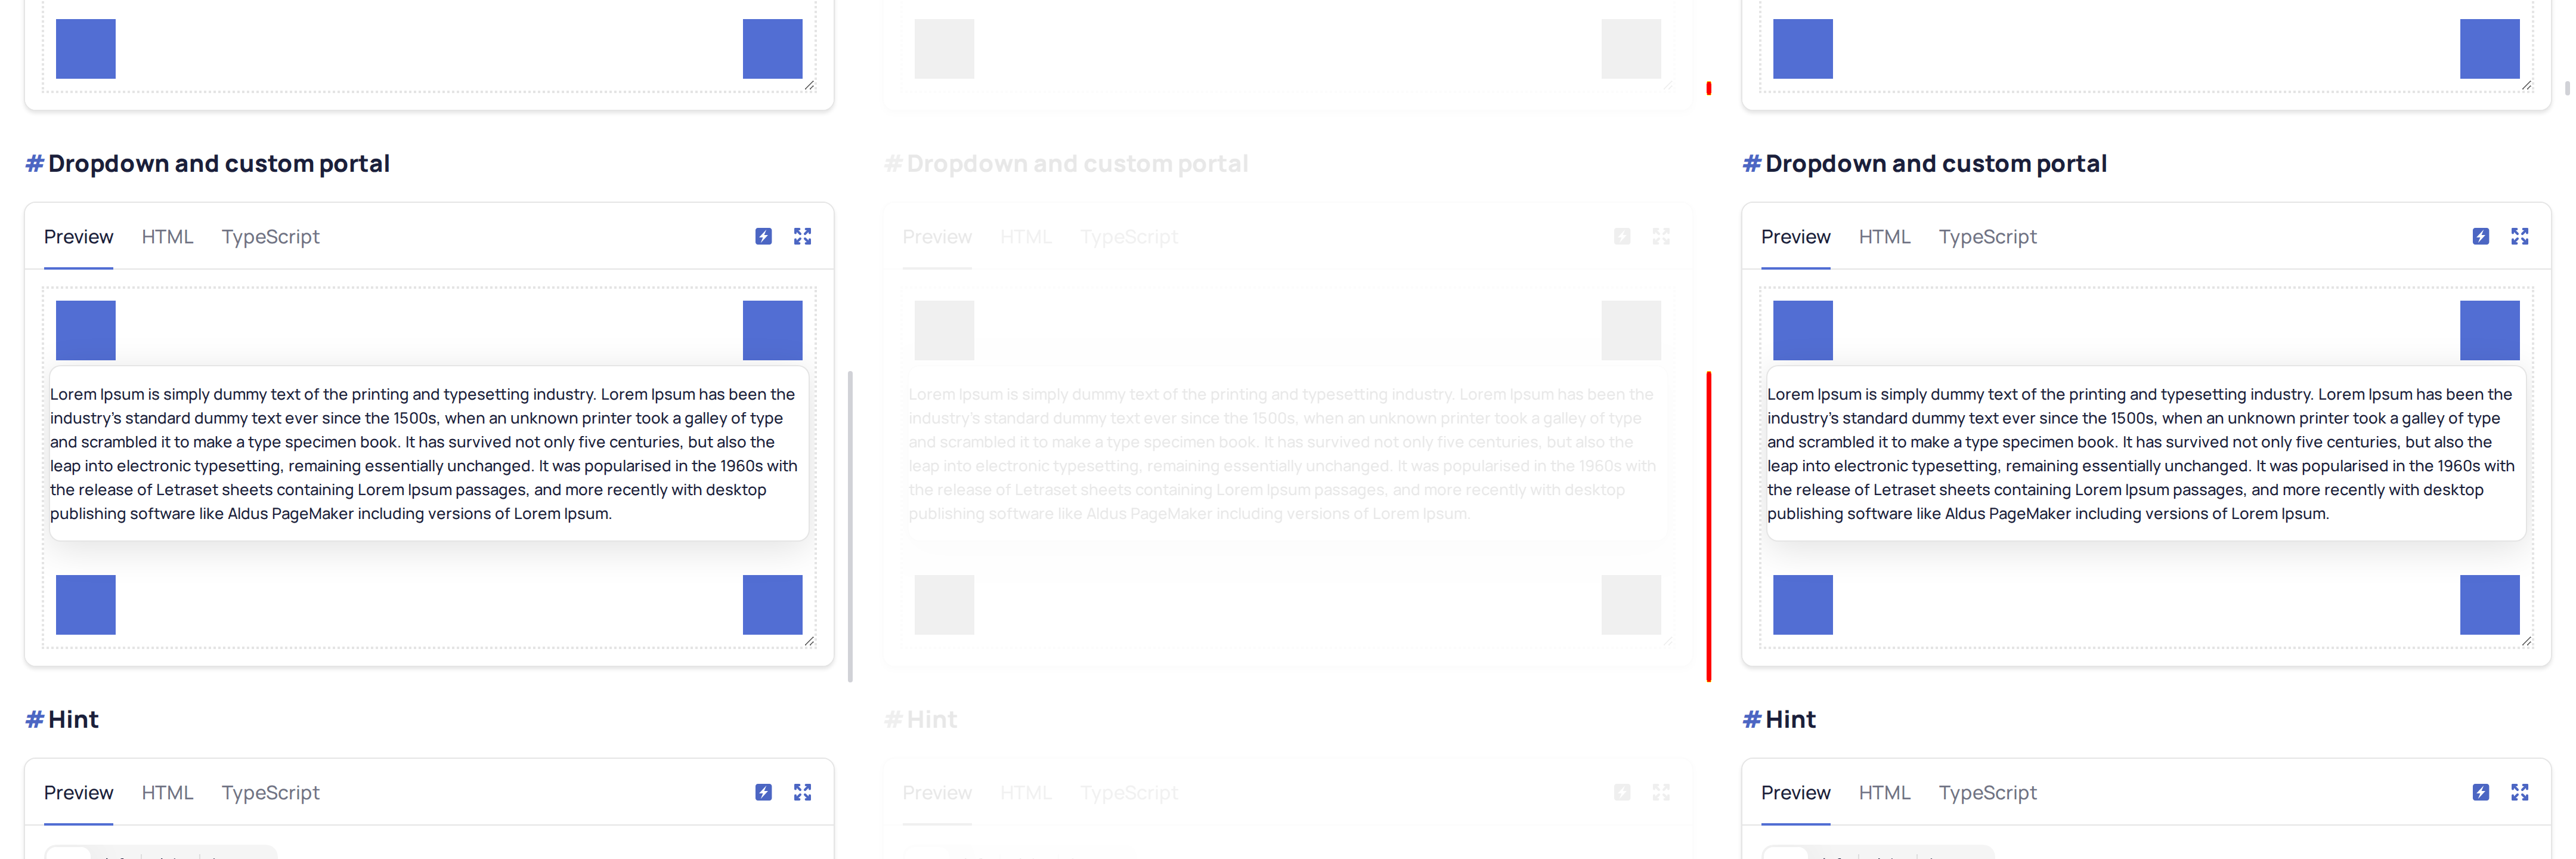 #Dropdown and custom portal
Preview HTML TypeScript
Lorem Ipsum is simply dummy text of the printing and typesetting industry. Lorem Ipsum has been the
industry's standard dummy text ever since the 1500s, when an unknown printer took a galley of type
and scrambled it to make a type specimen book. It has survived not only five centuries, but also the
leap into electronic typesetting, remaining essentially unchanged. It was popularised in the 1960s with
the release of Letraset sheets containing Lorem Ipsum passages, and more recently with desktop
publishing software like Aldus PageMaker including versions of Lorem Ipsum.
#Hint
Preview HTML TypeScript
#Dropdown and custom portal
Preview HTML TypeScript
Lorem Ipsum is simply dummy text of the printing and typesetting industry. Lorem Ipsum has been the
industry's standard dummy text ever since the 1500s, when an unknown printer took a galley of type
and scrambled it to make a type specimen book. It has survived not only five centuries, but also the
leap into electronic typesetting, remaining essentially unchanged. It was popularised in the 1960s with
the release of Letraset sheets containing Lorem Ipsum passages, and more recently with desktop
publishing software like Aldus PageMaker including versions of Lorem Ipsum.
#Hint
Preview HTML TypeScript
#Dropdown and custom portal
Preview HTML TypeScript
Lorem Ipsum is simply dummy text of the printing and typesetting industry. Lorem Ipsum has been the
industry's standard dummy text ever since the 1500s, when an unknown printer took a galley of type
and scrambled it to make a type specimen book. It has survived not only five centuries, but also the
leap into electronic typesetting, remaining essentially unchanged. It was popularised in the 1960s with
the release of Letraset sheets containing Lorem Ipsum passages, and more recently with desktop
publishing software like Aldus PageMaker including versions of Lorem Ipsum.
#Hint
Preview HTML TypeScript